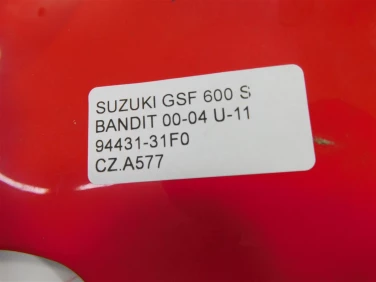 SUZUKI GSF 600 S
BANDIT 00-04 U-11
94431-31F0
CZ.A577